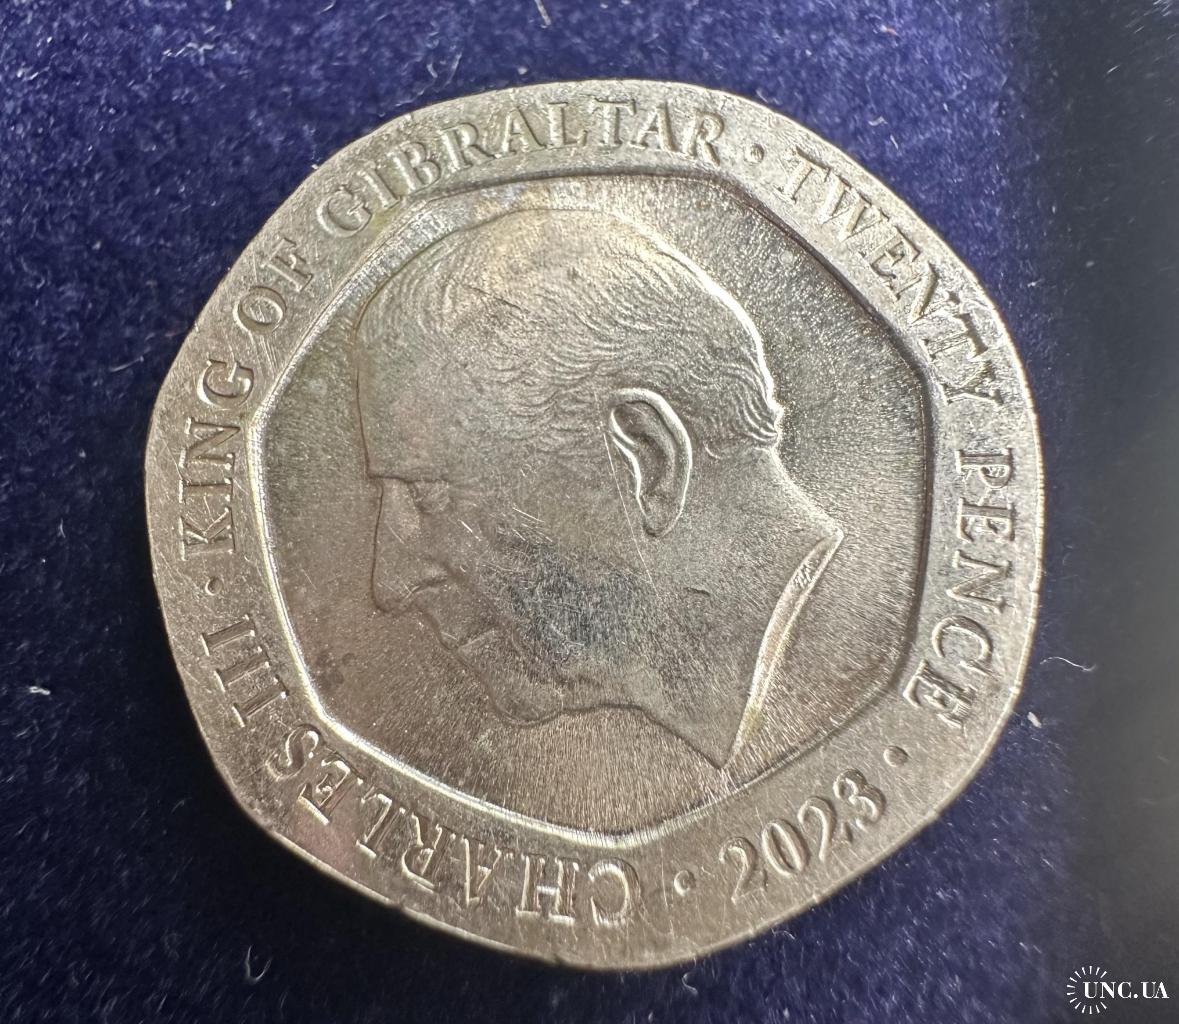 CHARLES III · KING OF GIBRALTAR · TWENTY PENCE · 2023 ·
UNC.UA